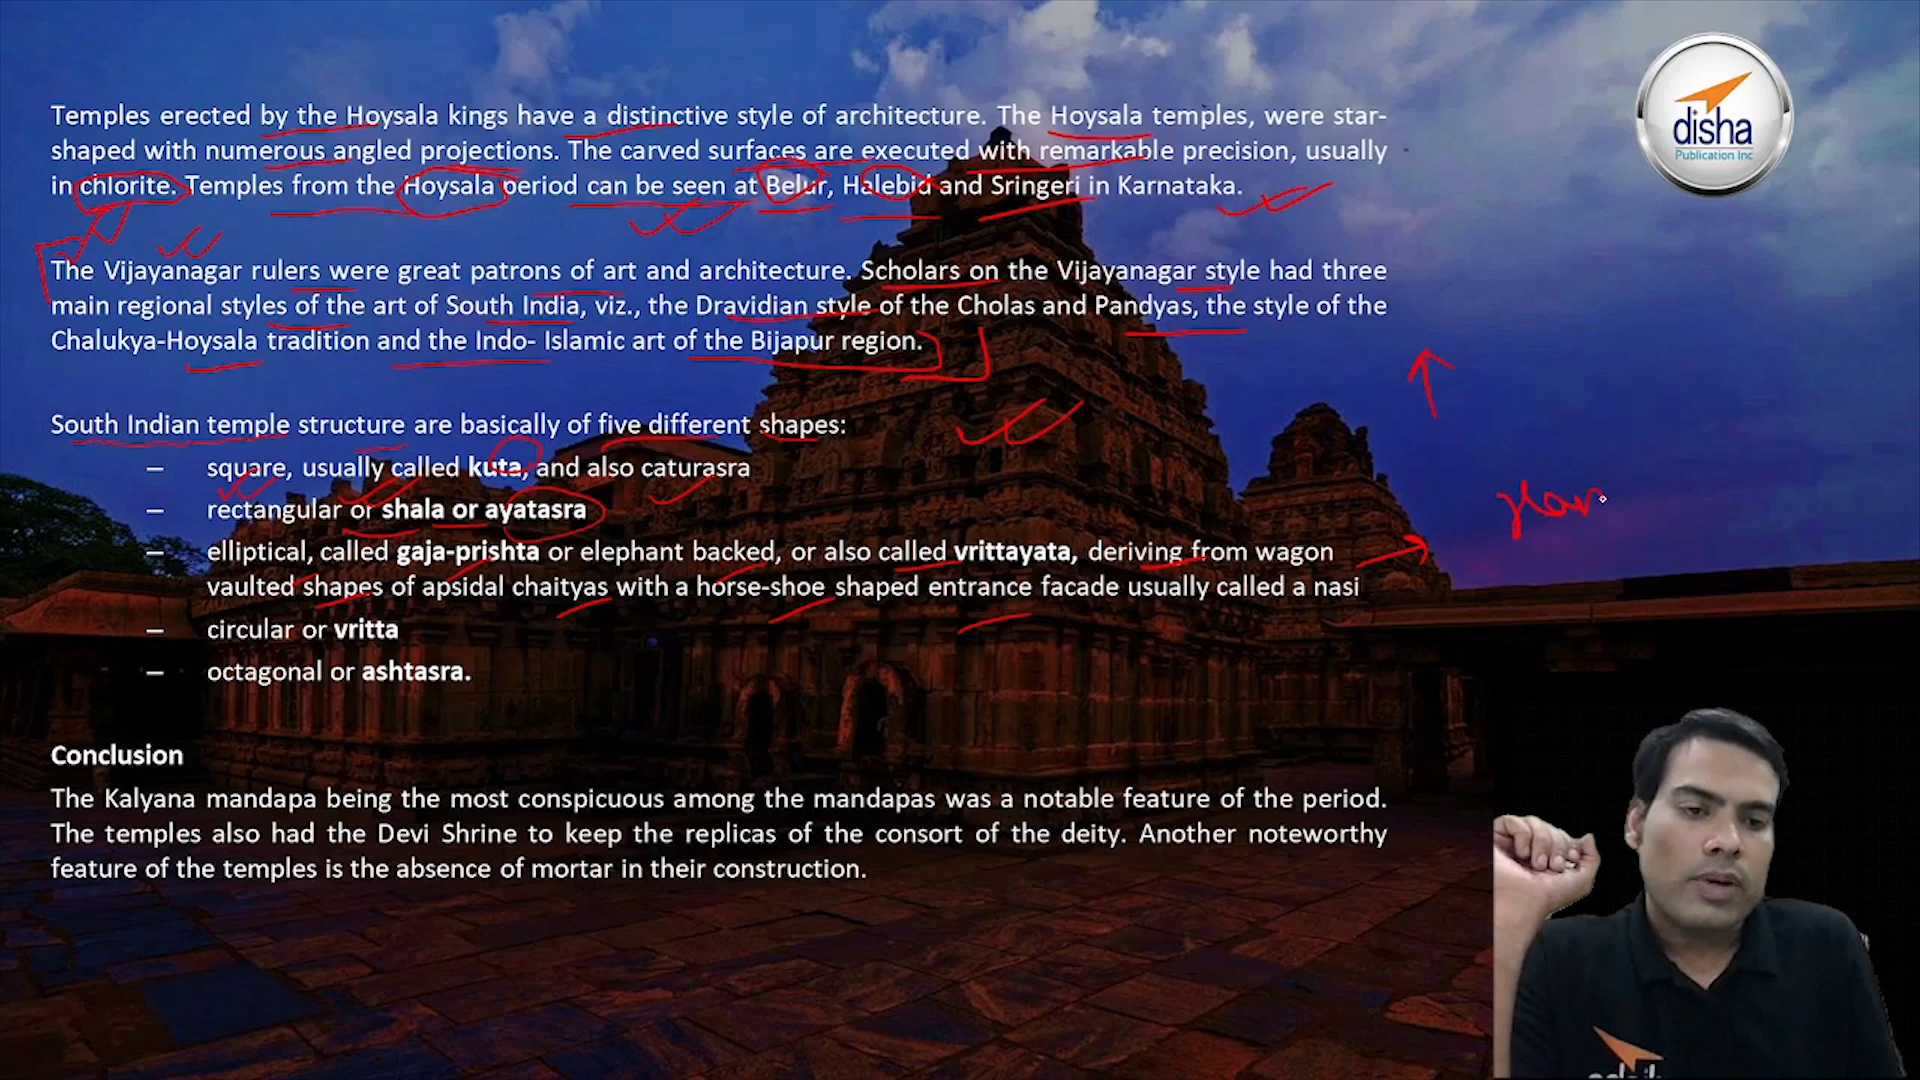 Temples erected by the Hoysala kings have a distinctive style of architecture. The Hoysala temples, were star-
shaped with numerous angled projections. The carved surfaces are executed with remarkable precision, usually
in chlorite. Temples from the Hoysala period can be seen at Belur, Halebid and Sringeri in Karnataka.
The Vijayanagar rulers were great patrons of art and architecture. Scholars on the Vijayanagar style had three
main regional styles of the art of South India, viz., the Dravidian style of the Cholas and Pandyas, the style of the
Chalukya-Hoysala tradition and the Indo- Islamic art of the Bijapur region.
South Indian temple structure are basically of five different shapes:
– square, usually called kuta, and also caturasra
– rectangular or shala or ayatasra
– elliptical, called gaja-prishta or elephant backed, or also called vrittayata, deriving from wagon
vaulted shapes of apsidal chaityas with a horse-shoe shaped entrance facade usually called a nasi
– circular or vritta
– octagonal or ashtasra.
Conclusion
The Kalyana mandapa being the most conspicuous among the mandapas was a notable feature of the period.
The temples also had the Devi Shrine to keep the replicas of the consort of the deity. Another noteworthy
feature of the temples is the absence of mortar in their construction.
disha
Publication Inc